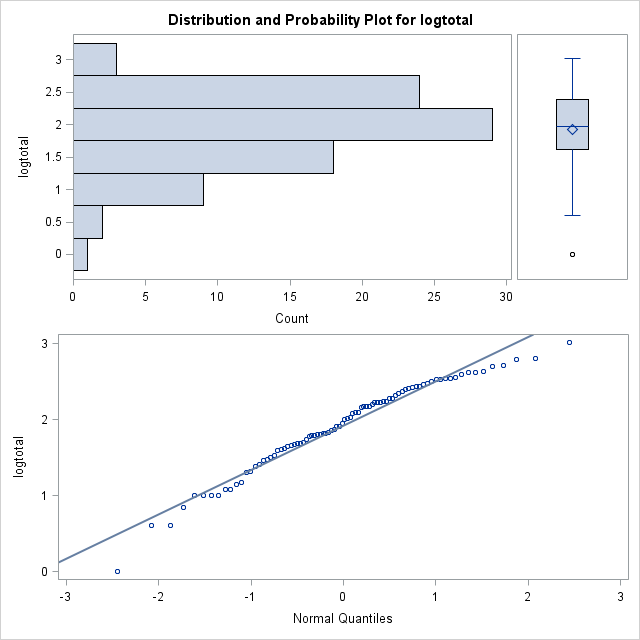 Distribution and Probability Plot for logtotal
logtotal
3
2.5
2
1.5
1
0.5
0
0 5 10 15 20 25 30
Count
logtotal
3
2
1
0
-3 -2 -1 0 1 2 3
Normal Quantiles